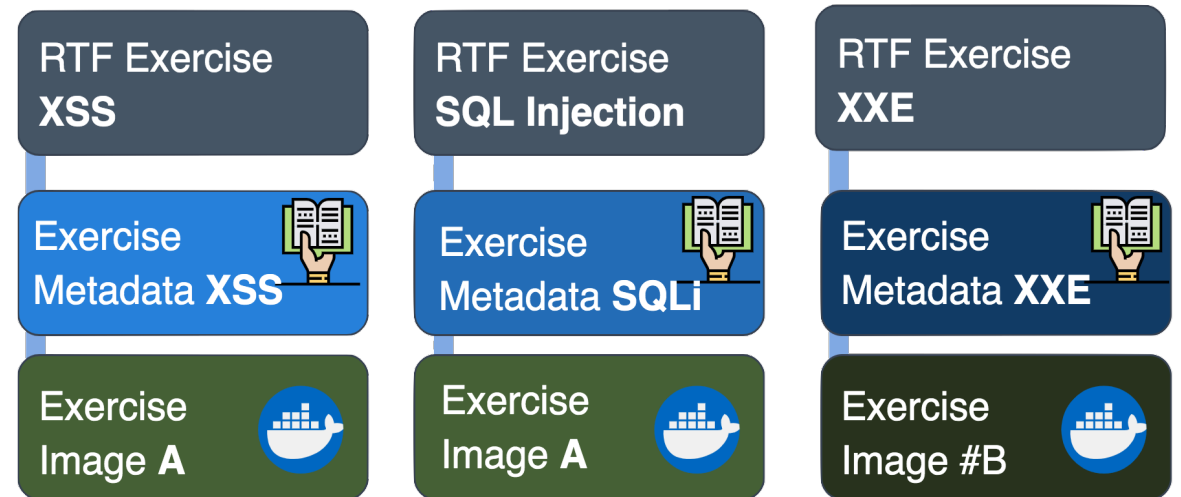 RTF Exercise
XSS
Exercise
Metadata XSS
Exercise
Image A
RTF Exercise
SQL Injection
Exercise
Metadata SQLi
Exercise
Image A
RTF Exercise
XXE
Exercise
Metadata XXE
Exercise
Image #B